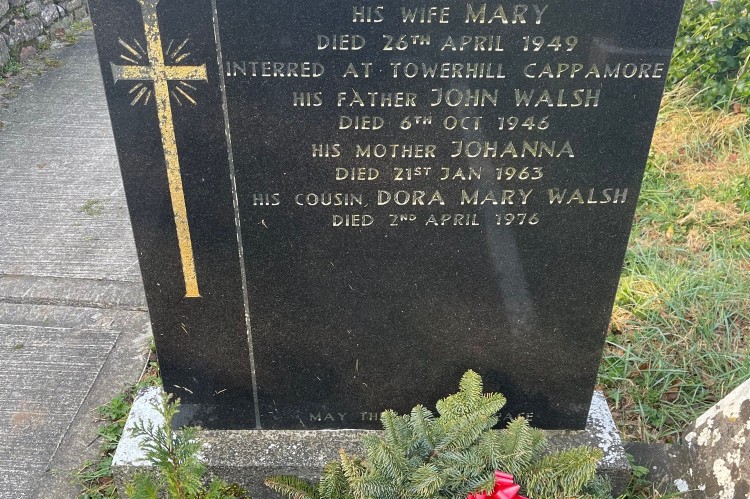 HIS WIFE MARY
DIED 26TH APRIL 1949
INTERRED AT TOWERHILL CAPPAMORE
HIS FATHER JOHN WALSH
DIED 6TH OCT 1946
HIS MOTHER JOHANNA
DIED 21ST JAN 1963
HIS COUSIN, DORA MARY WALSH
DIED 2ND APRIL 1976
MAY